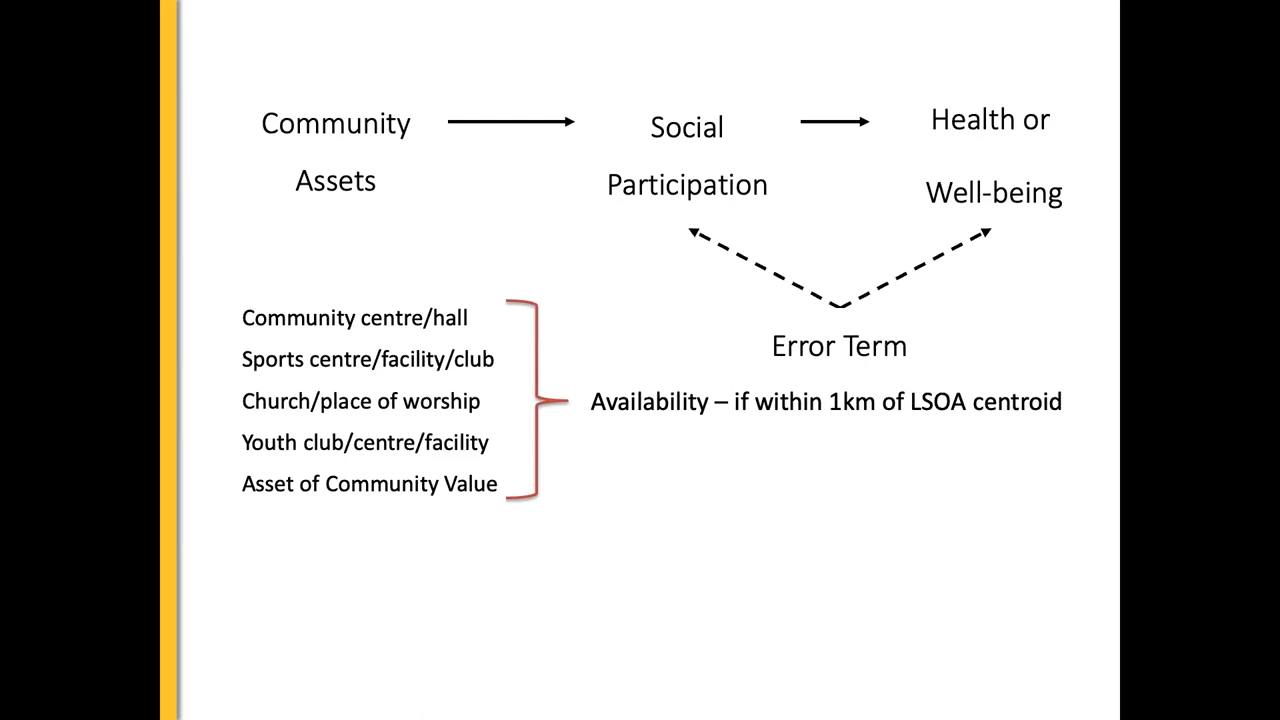 Community
Assets
Social
Participation
Health or
Well-being
Error Term
Community centre/hall
Sports centre/facility/club
Church/place of worship
Youth club/centre/facility
Asset of Community Value
Availability – if within 1km of LSOA centroid